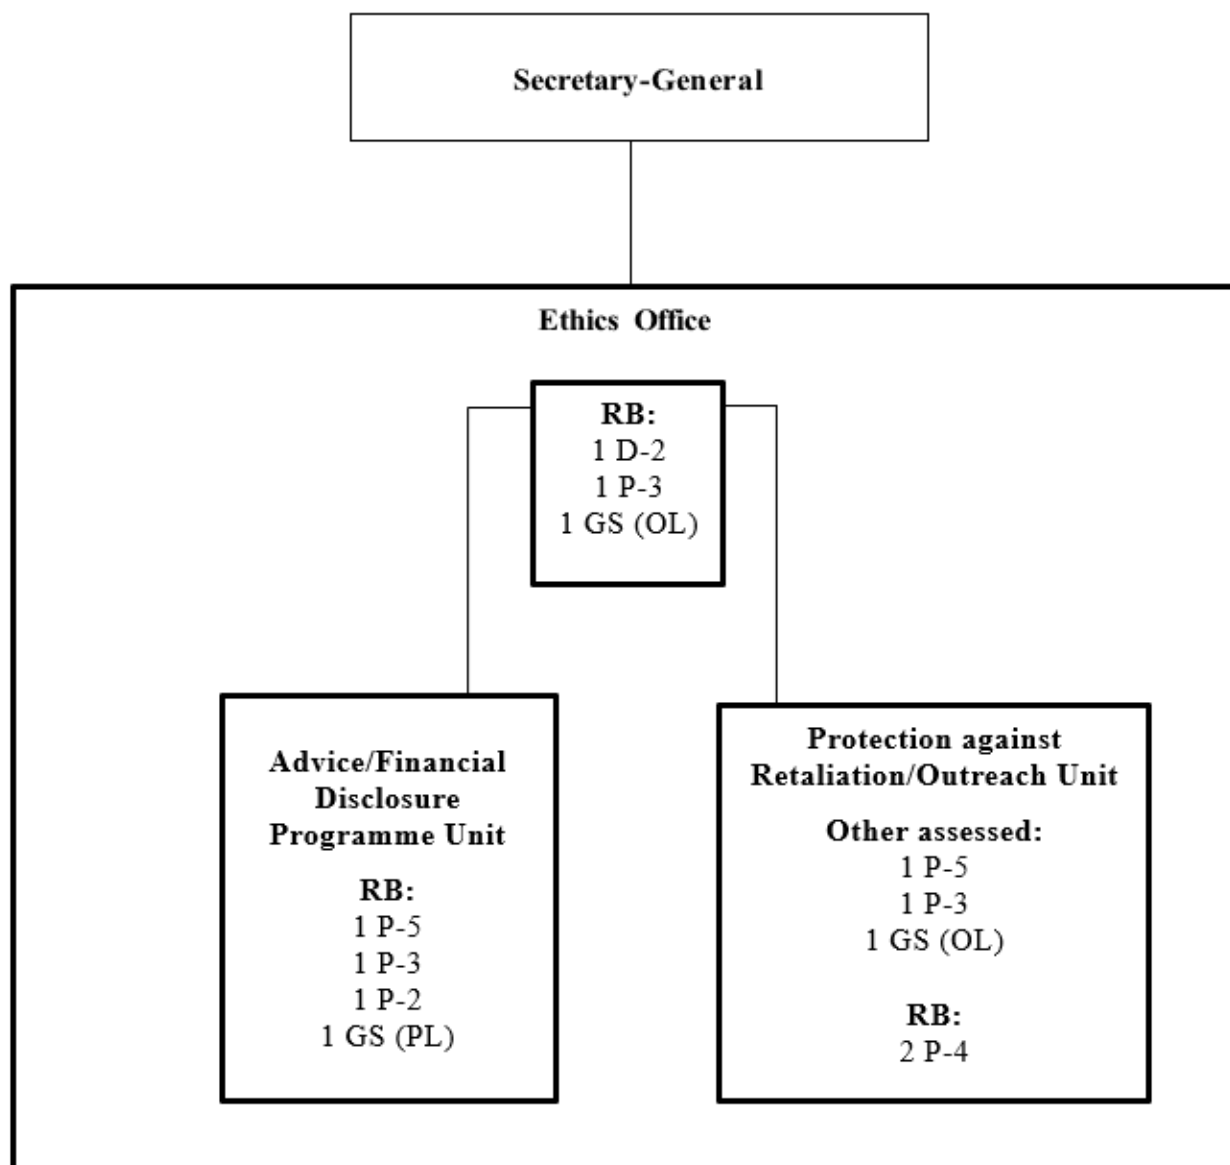 Secretary-General
Ethics Office
RB:
1 D-2
1 P-3
1 GS (OL)
Advice/Financial
Disclosure
Programme Unit
RB:
1 P-5
1 P-3
1 P-2
1 GS (PL)
Protection against
Retaliation/Outreach Unit
Other assessed:
1 P-5
1 P-3
1 GS (OL)
RB:
2 P-4